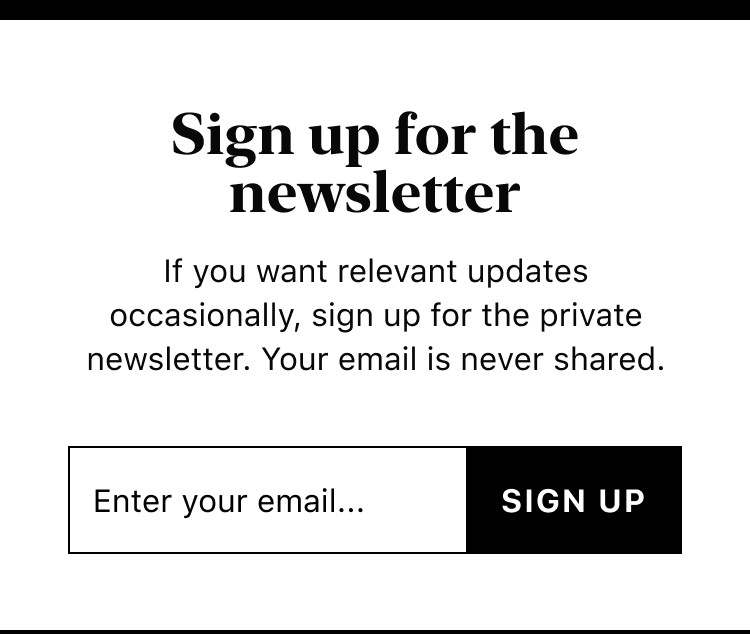 Sign up for the
newsletter
If you want relevant updates
occasionally, sign up for the private
newsletter. Your email is never shared.
Enter your email...
SIGN UP